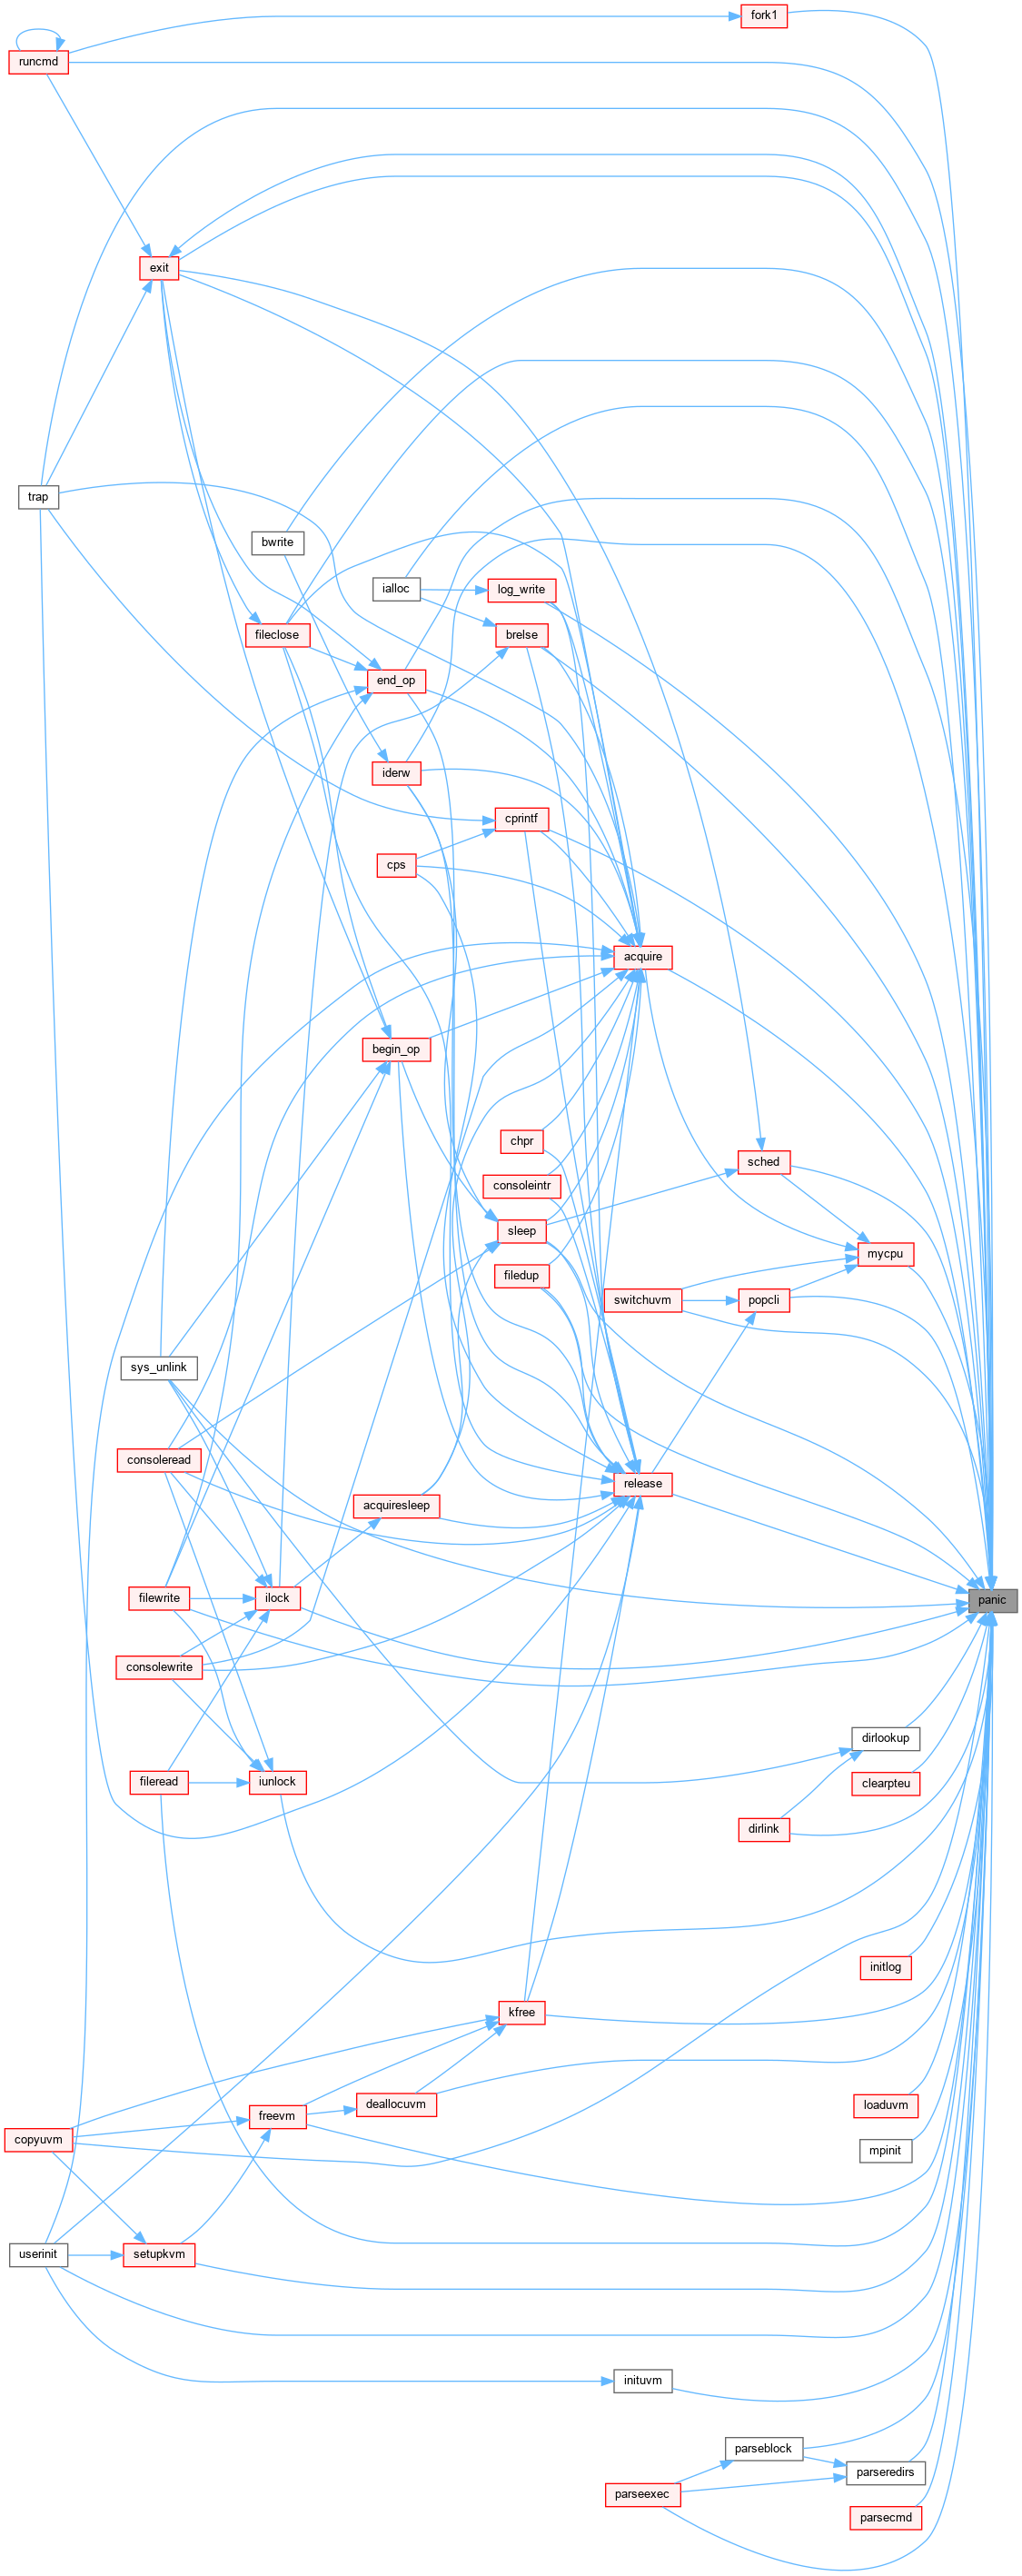 fork1
runcmd
exit
trap
bwrite
ialloc
log_write
brelse
fileclose
end_op
iderw
cprintf
cps
acquire
begin_op
chpr
sched
consoleintr
sleep
mycpu
filedup
switchuvm
popcli
sys_unlink
consoleread
release
acquiresleep
filewrite
ilock
panic
consolewrite
dirlookup
fileread
iunlock
clearpteu
dirlink
initlog
kfree
deallocuvm
loaduvm
freevm
copyuvm
mpinit
userinit
setupkvm
inituvm
parseblock
parseredirs
parseexec
parsecmd